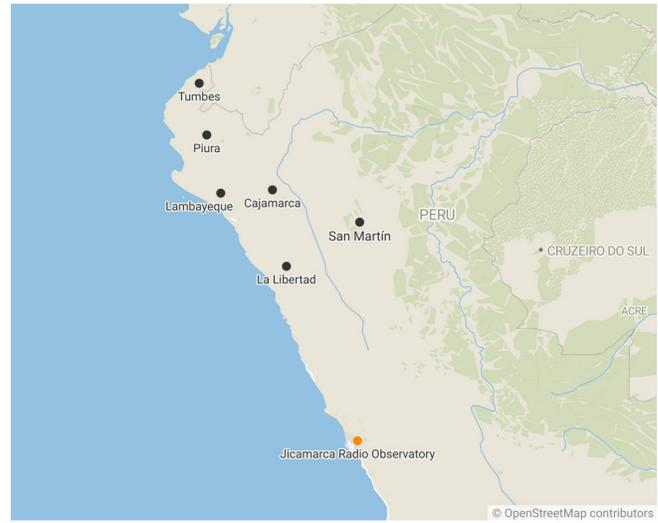 Tumbes
Piura
Lambayeque
Cajamarca
PERU
San Martín
CRUZEIRO DO SUL
La Libertad
ACRE
Jicamarca Radio Observatory
© OpenStreetMap contributors